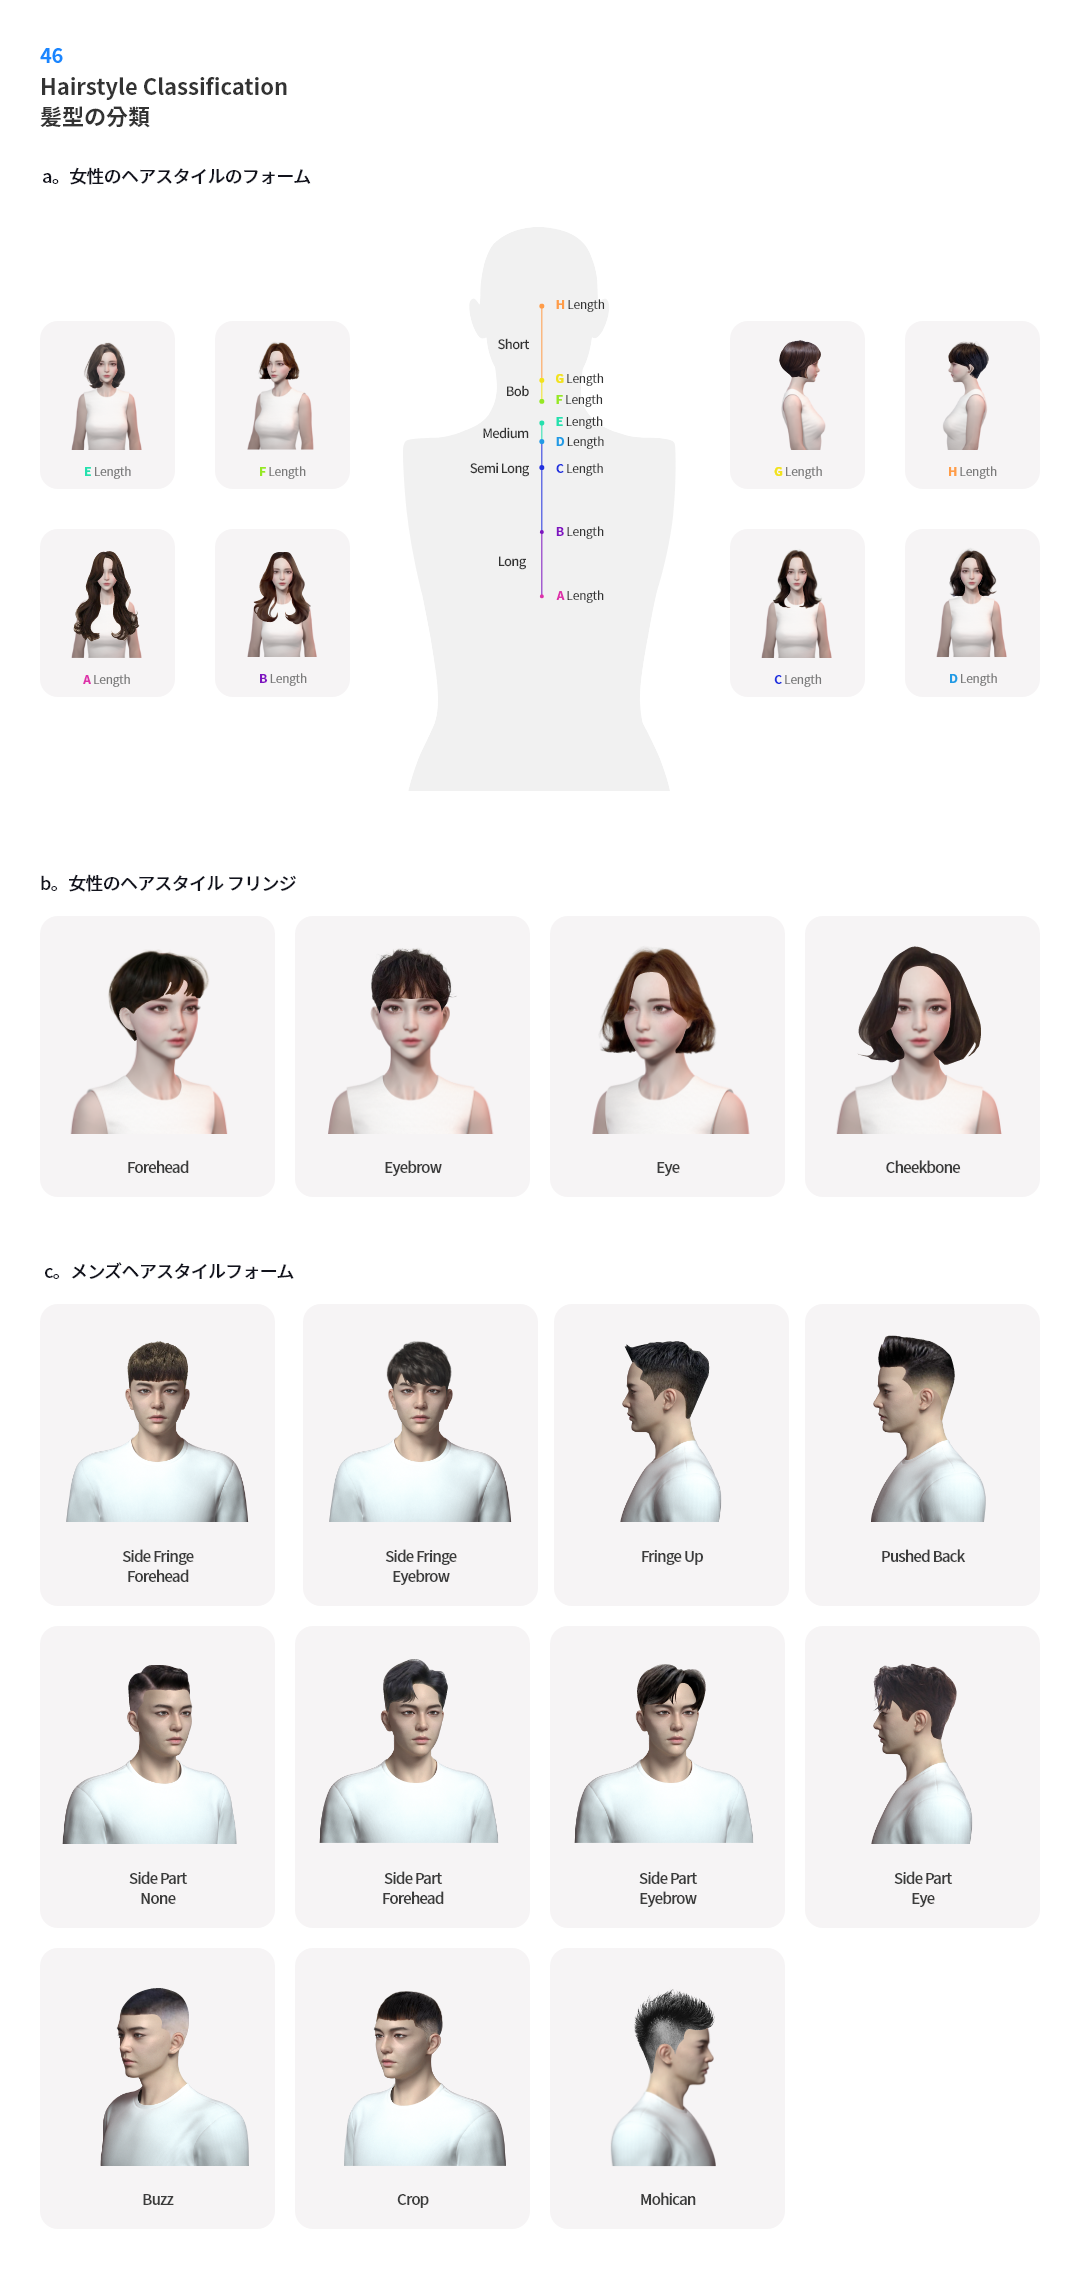 46
Hairstyle Classification
髪型の分類
a。女性のヘアスタイルのフォーム
H Length
Short
G Length
Bob
F Length
E Length
Medium
D Length
Semi Long
C Length
B Length
Long
A Length
E Length
F Length
G Length
H Length
A Length
B Length
C Length
D Length
b。女性のヘアスタイル フリンジ
Forehead
Eyebrow
Eye
Cheekbone
c。メンズヘアスタイルフォーム
Side Fringe
Forehead
Side Fringe
Eyebrow
Fringe Up
Pushed Back
Side Part
None
Side Part
Forehead
Side Part
Eyebrow
Side Part
Eye
Buzz
Crop
Mohican